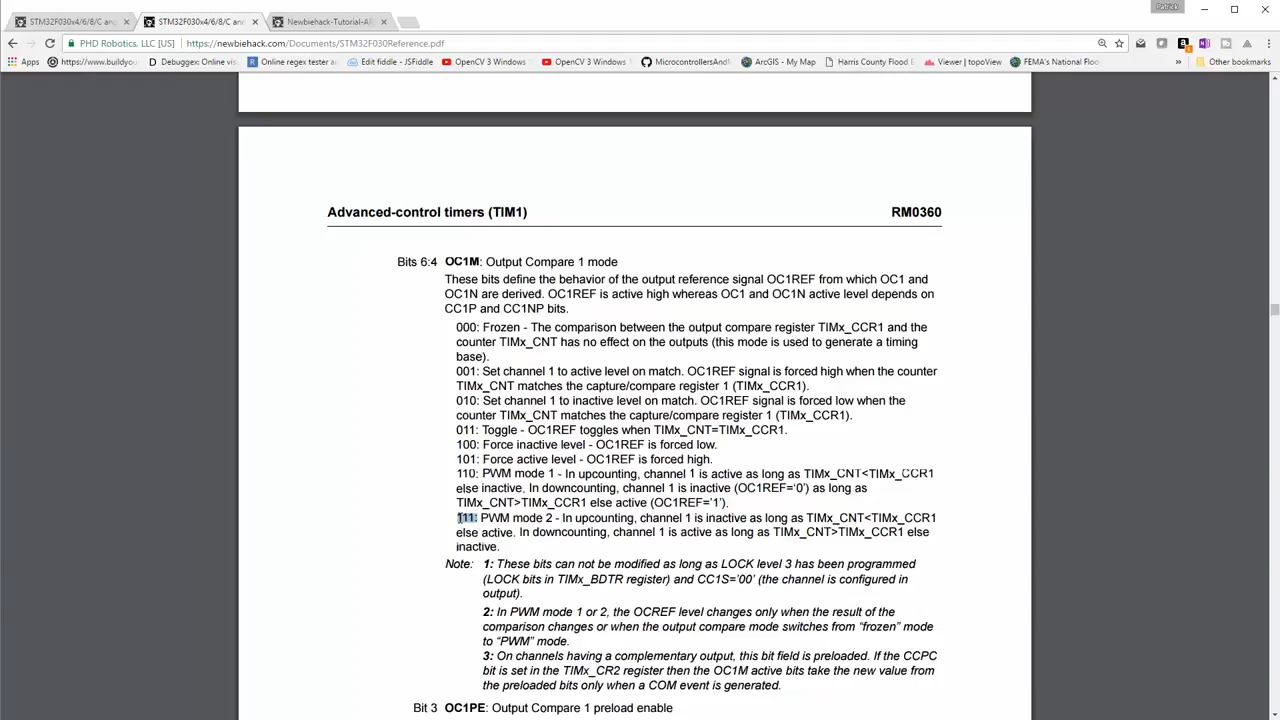 Patrick
STM32F030x4/6/8/C an
STM32F030x4/6/8/C and
Newbiehack-Tutorial-AR
PHD Robotics, LLC [US]
https://newbiehack.com/Documents/STM32F030Reference.pdf
Apps
https://www.buildyou
Debuggex: Online vis
Online regex tester a
Edit fiddle - JSFiddle
OpenCV 3 Windows
OpenCV 3 Windows
MicrocontrollersAnd
ArcGIS - My Map
Harris County Flood E
Viewer | topoView
FEMA's National Floo
»
Other bookmarks
Advanced-control timers (TIM1)
RM0360
Bits 6:4 OC1M: Output Compare 1 mode
These bits define the behavior of the output reference signal OC1REF from which OC1 and
OC1N are derived. OC1REF is active high whereas OC1 and OC1N active level depends on
CC1P and CC1NP bits.
000: Frozen - The comparison between the output compare register TIMx_CCR1 and the
counter TIMx_CNT has no effect on the outputs (this mode is used to generate a timing
base).
001: Set channel 1 to active level on match. OC1REF signal is forced high when the counter
TIMx_CNT matches the capture/compare register 1 (TIMx_CCR1).
010: Set channel 1 to inactive level on match. OC1REF signal is forced low when the
counter TIMx_CNT matches the capture/compare register 1 (TIMx_CCR1).
011: Toggle - OC1REF toggles when TIMx_CNT=TIMx_CCR1.
100: Force inactive level - OC1REF is forced low.
101: Force active level - OC1REF is forced high.
110: PWM mode 1 - In upcounting, channel 1 is active as long as TIMx_CNT<TIMx_CCR1
else inactive. In downcounting, channel 1 is inactive (OC1REF=‘0’) as long as
TIMx_CNT>TIMx_CCR1 else active (OC1REF=’1’).
111: PWM mode 2 - In upcounting, channel 1 is inactive as long as TIMx_CNT<TIMx_CCR1
else active. In downcounting, channel 1 is active as long as TIMx_CNT>TIMx_CCR1 else
inactive.
Note: 1: These bits can not be modified as long as LOCK level 3 has been programmed
(LOCK bits in TIMx_BDTR register) and CC1S=’00’ (the channel is configured in
output).
2: In PWM mode 1 or 2, the OCREF level changes only when the result of the
comparison changes or when the output compare mode switches from “frozen” mode
to “PWM” mode.
3: On channels having a complementary output, this bit field is preloaded. If the CCPC
bit is set in the TIMx_CR2 register then the OC1M active bits take the new value from
the preloaded bits only when a COM event is generated.
Bit 3 OC1PE: Output Compare 1 preload enable